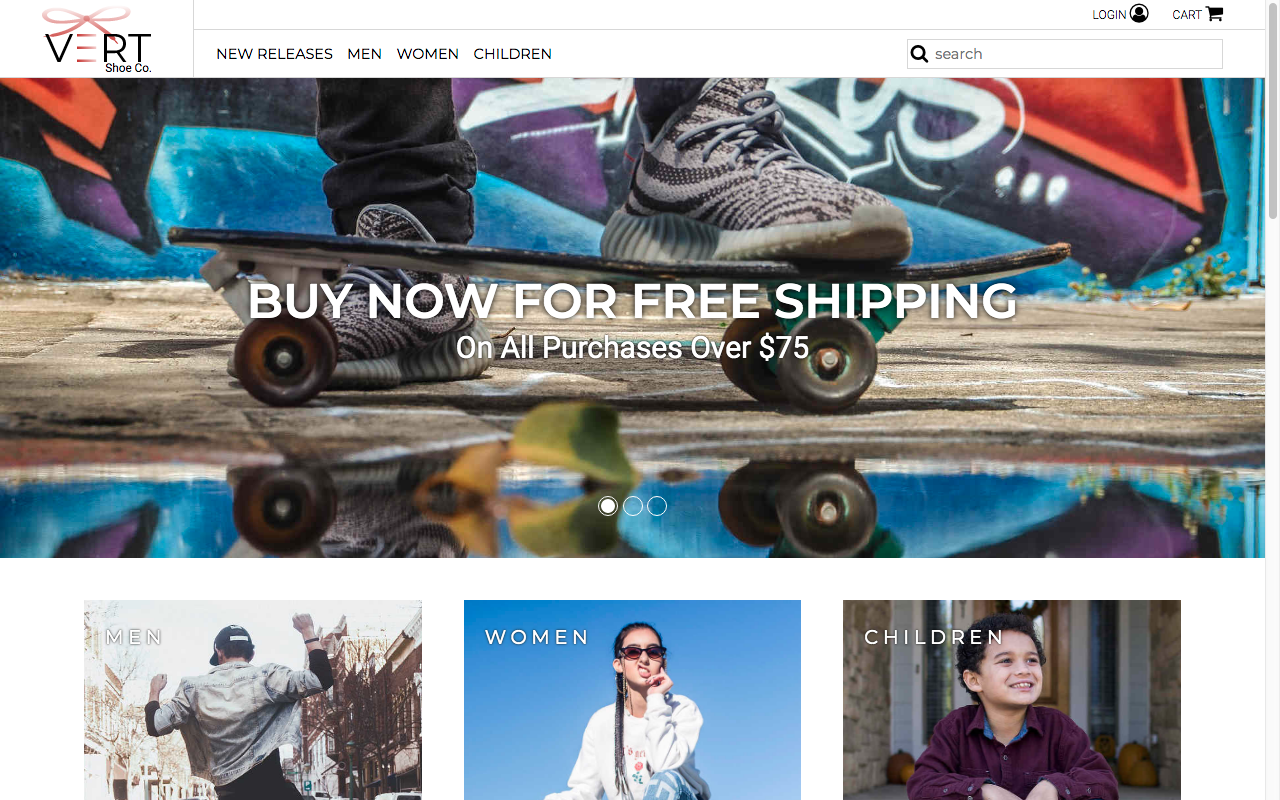 LOGIN
CART
VERT
Shoe Co.
NEW RELEASES MEN WOMEN CHILDREN
search
BUY NOW FOR FREE SHIPPING
On All Purchases Over $75
MEN
WOMEN
CHILDREN